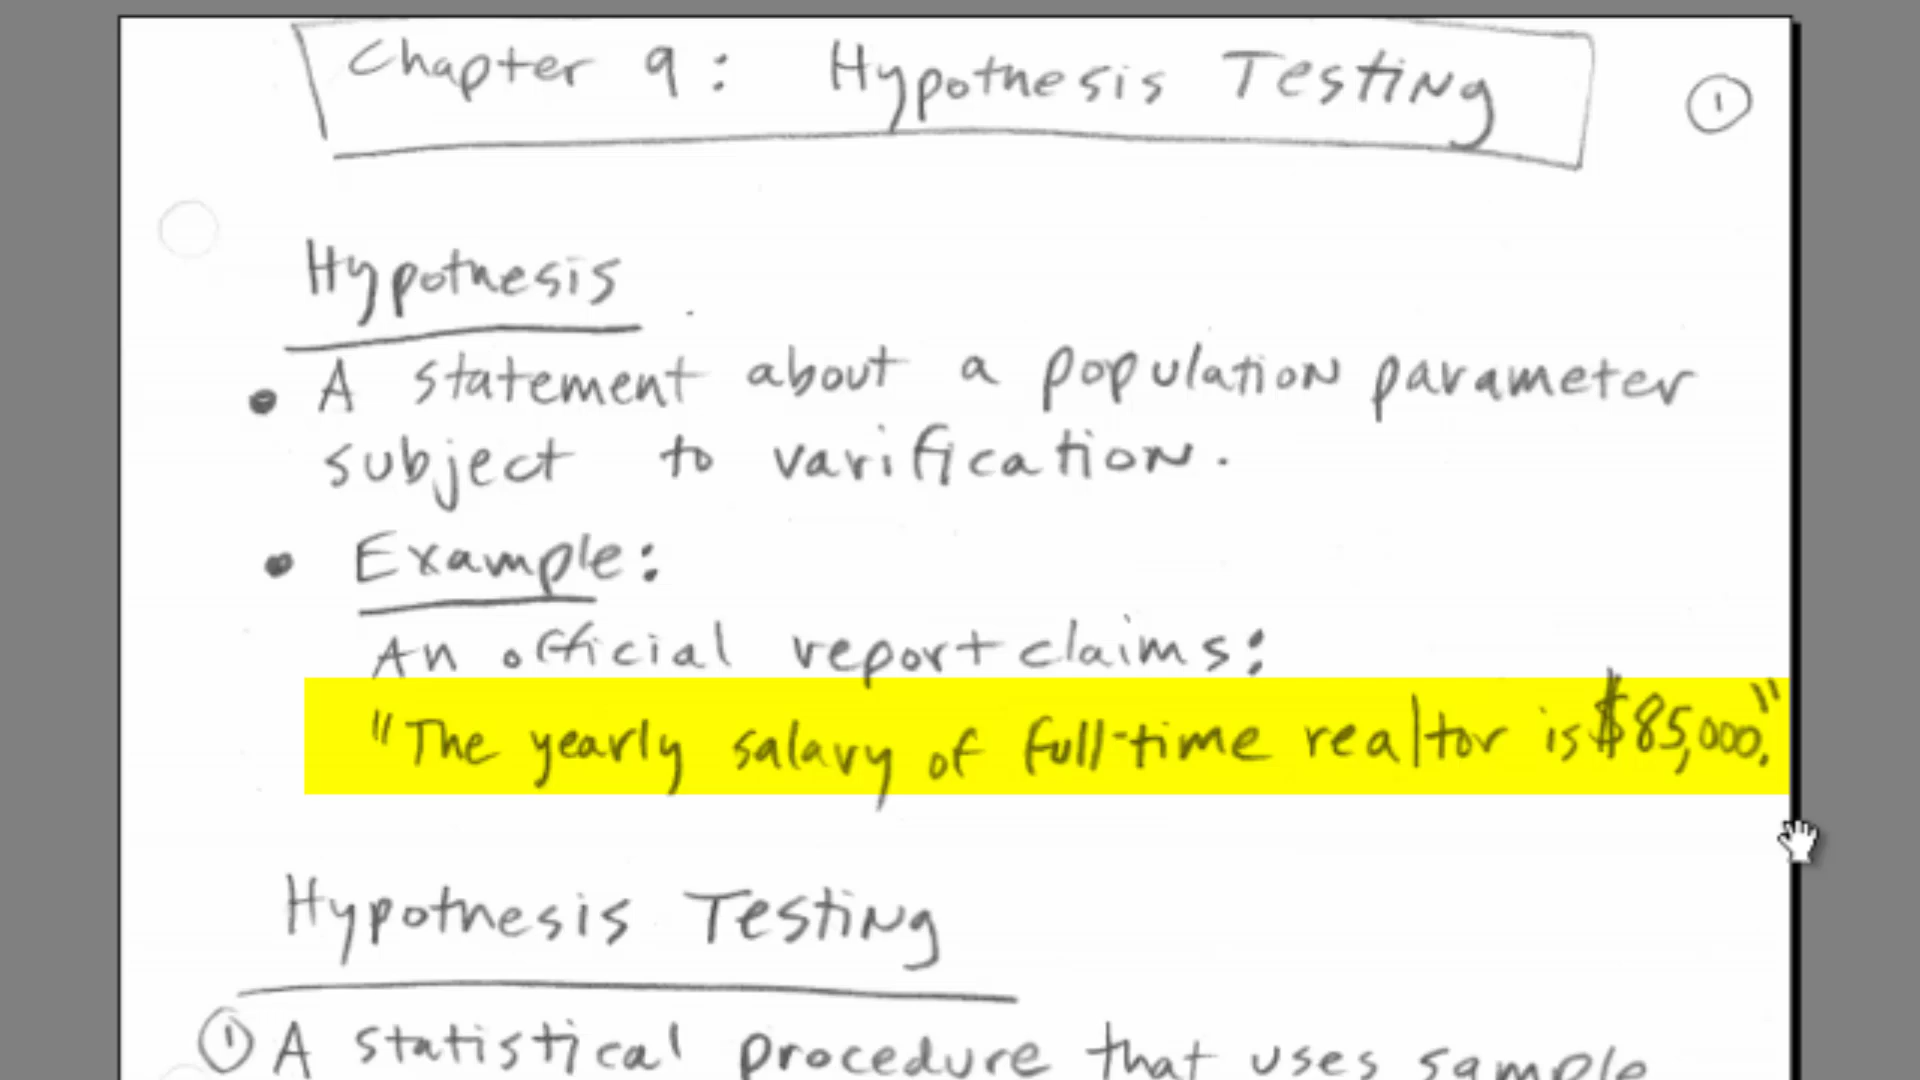 Chapter 9: Hypothesis Testing
1
Hypothesis
• A statement about a population parameter
subject to varification.
• Example:
An official report claims:
"The yearly salary of full-time realtor is $85,000."
Hypothesis Testing
① A statistical procedure that uses sample